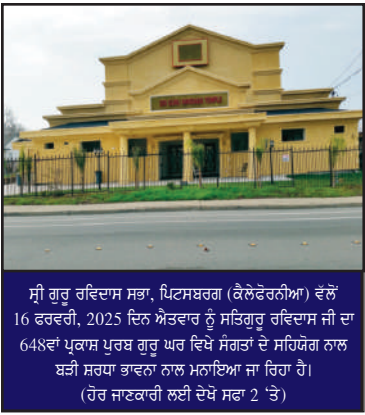 ਸ੍ਰੀ ਗੁਰੂ ਰਵਿਦਾਸ ਸਭਾ, ਪਿਟਸਬਰਗ (ਕੈਲੇਫੋਰਨੀਆ) ਵੱਲੋਂ
16 ਫਰਵਰੀ, 2025 ਦਿਨ ਐਤਵਾਰ ਨੂੰ ਸਤਿਗੁਰੂ ਰਵਿਦਾਸ ਜੀ ਦਾ
648ਵਾਂ ਪ੍ਰਕਾਸ਼ ਪੁਰਬ ਗੁਰੂ ਘਰ ਵਿਖੇ ਸੰਗਤਾਂ ਦੇ ਸਹਿਯੋਗ ਨਾਲ
ਬੜੀ ਸ਼ਰਧਾ ਭਾਵਨਾ ਨਾਲ ਮਨਾਇਆ ਜਾ ਰਿਹਾ ਹੈ।
(ਹੋਰ ਜਾਣਕਾਰੀ ਲਈ ਦੇਖੋ ਸਫਾ 2 'ਤੇ)